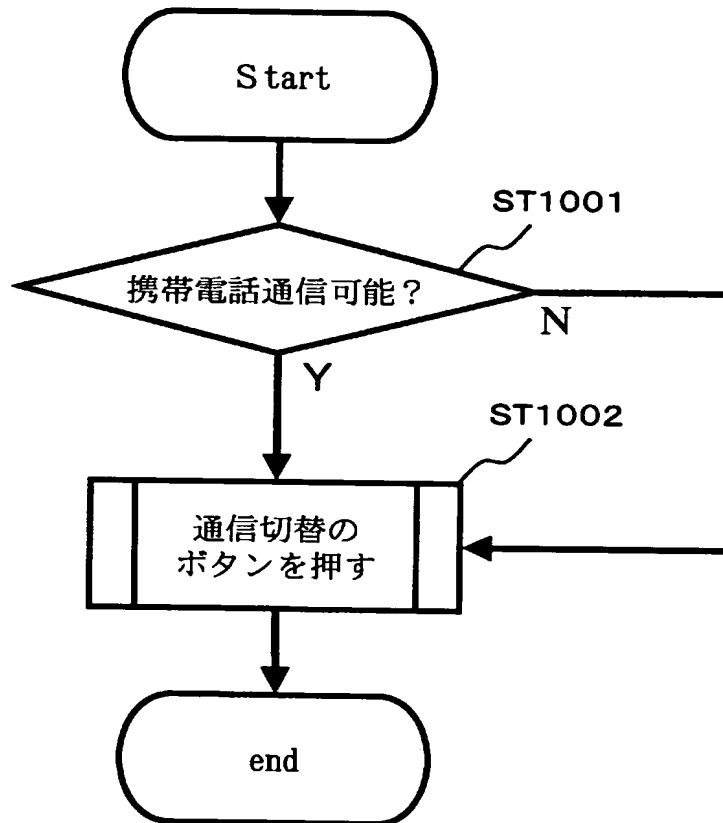 Start
ST1001
携帯電話通信可能？
N
Y
ST1002
通信切替の
ボタンを押す
end